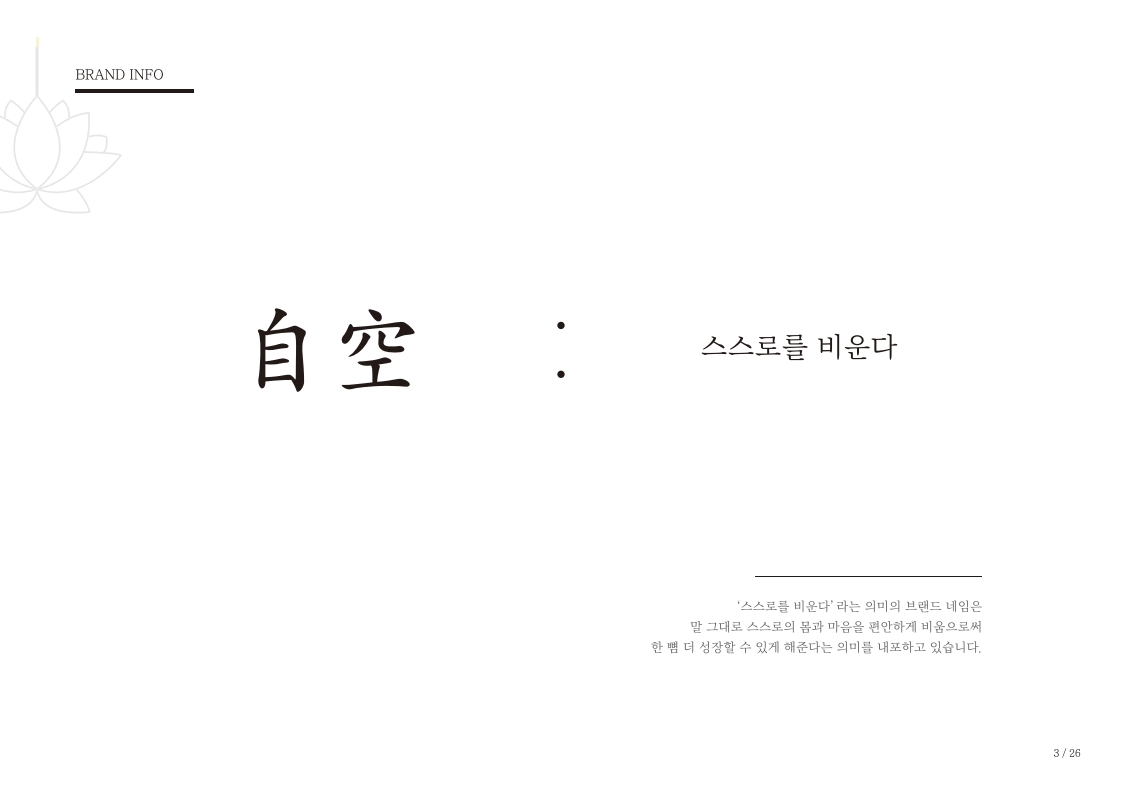 BRAND INFO
自空 : 스스로를 비운다
‘스스로를 비운다’ 라는 의미의 브랜드 네임은
말 그대로 스스로의 몸과 마음을 편안하게 비움으로써
한 뼘 더 성장할 수 있게 해준다는 의미를 내포하고 있습니다.
3 / 26